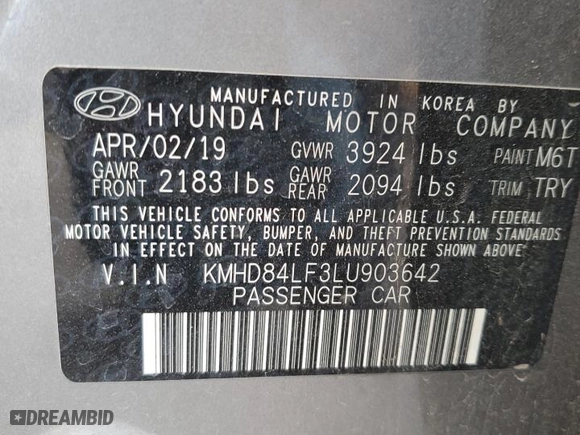 MANUFACTURED IN KOREA BY
HYUNDAI MOTOR COMPANY
APR/02/19 GVWR 3924 lbs PAINT M6T
GAWR FRONT 2183 lbs GAWR REAR 2094 lbs TRIM TRY
THIS VEHICLE CONFORMS TO ALL APPLICABLE U.S.A. FEDERAL
MOTOR VEHICLE SAFETY, BUMPER, AND THEFT PREVENTION STANDARDS
IN EFFECT ON THE DATE OF MANUFACTURE SHOWN ABOVE
V.I.N KMHD84LF3LU903642
PASSENGER CAR
DREAMBID